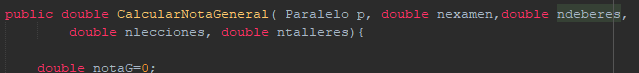 public double CalcularNotaGeneral( Paralelo p, double nexamen,double ndeberes,
double nlecciones, double ntalleres){
double notaG=0;